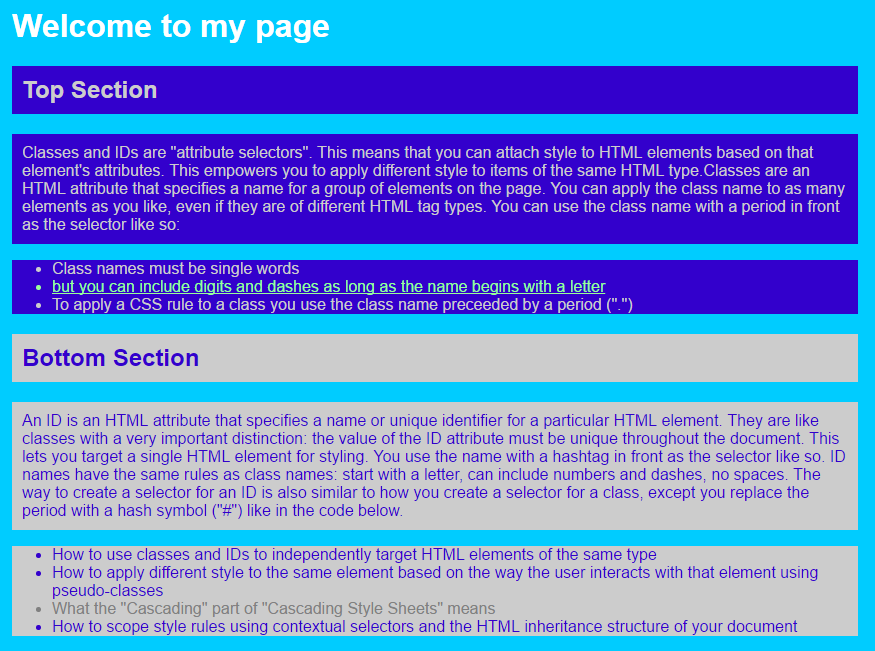 Welcome to my page
Top Section
Classes and IDs are "attribute selectors". This means that you can attach style to HTML elements based on that
element's attributes. This empowers you to apply different style to items of the same HTML type.Classes are an
HTML attribute that specifies a name for a group of elements on the page. You can apply the class name to as many
elements as you like, even if they are of different HTML tag types. You can use the class name with a period in front
as the selector like so:
• Class names must be single words
• but you can include digits and dashes as long as the name begins with a letter
• To apply a CSS rule to a class you use the class name preceeded by a period (".")
Bottom Section
An ID is an HTML attribute that specifies a name or unique identifier for a particular HTML element. They are like
classes with a very important distinction: the value of the ID attribute must be unique throughout the document. This
lets you target a single HTML element for styling. You use the name with a hashtag in front as the selector like so. ID
names have the same rules as class names: start with a letter, can include numbers and dashes, no spaces. The
way to create a selector for an ID is also similar to how you create a selector for a class, except you replace the
period with a hash symbol ("#") like in the code below.
• How to use classes and IDs to independently target HTML elements of the same type
• How to apply different style to the same element based on the way the user interacts with that element using
pseudo-classes
• What the "Cascading" part of "Cascading Style Sheets" means
• How to scope style rules using contextual selectors and the HTML inheritance structure of your document